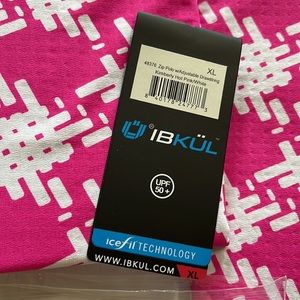 XL
48376 Zip Polo w/Adjustable Drawstring
Kimberly Hot Pink/White
IBKÜL
UPF
50+
icefil TECHNOLOGY
WWW.IBKUL.COM
XL